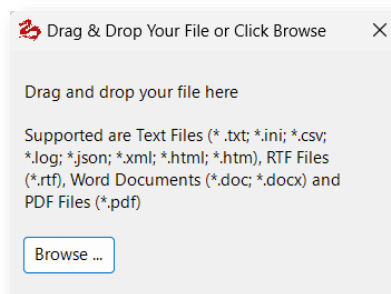 Drag & Drop Your File or Click Browse
Drag and drop your file here
Supported are Text Files (* .txt; *.ini; *.csv;
*.log; *.json; *.xml; *.html; *.htm), RTF Files
(*.rtf), Word Documents (*.doc; *.docx) and
PDF Files (*.pdf)
Browse ...